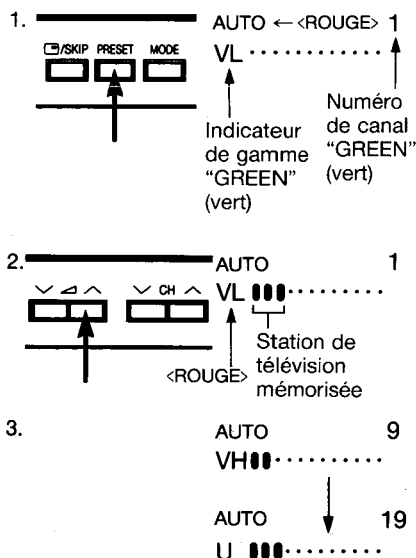 1.
AUTO ←<ROUGE> 1
/SKIP PRESET MODE
VL ··········
Indicateur
de gamme
“GREEN”
(vert)
Numéro
de canal
“GREEN”
(vert)
2.
AUTO 1
CH
VL
<ROUGE>
Station de
télévision
mémorisée
3.
AUTO 9
VH
AUTO 19
U